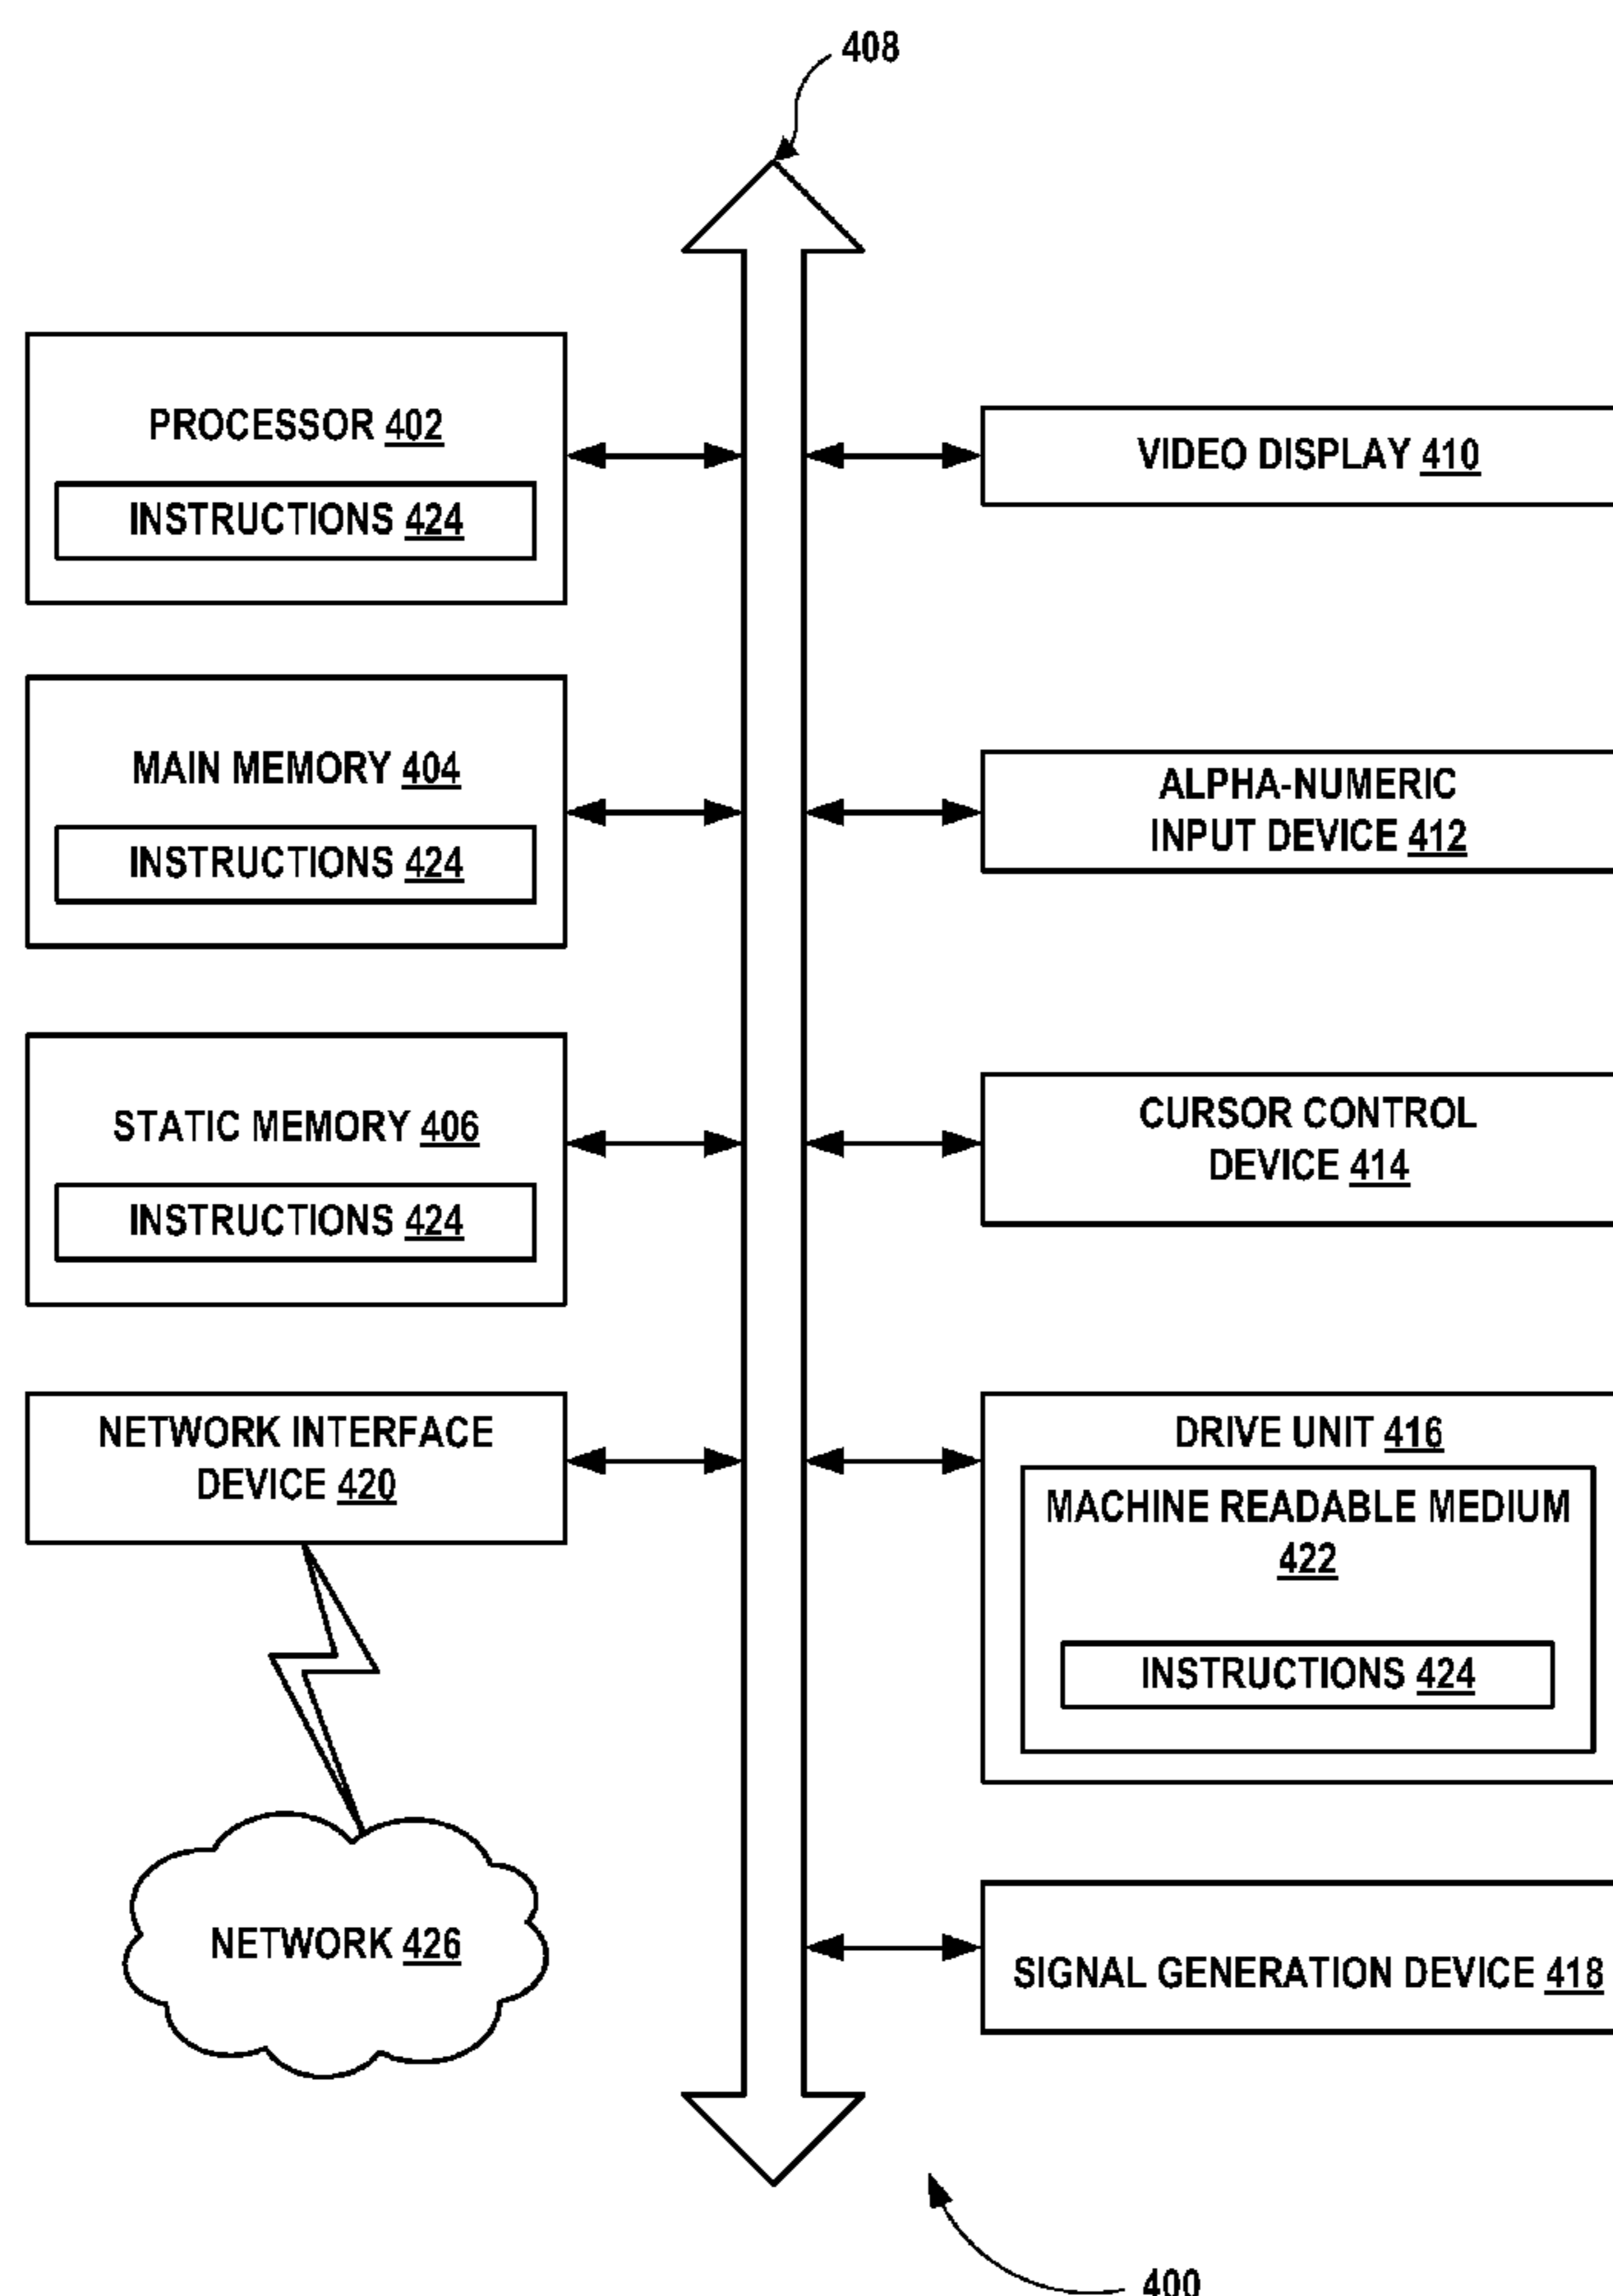 408
PROCESSOR 402
INSTRUCTIONS 424
VIDEO DISPLAY 410
MAIN MEMORY 404
INSTRUCTIONS 424
ALPHA-NUMERIC
INPUT DEVICE 412
STATIC MEMORY 406
INSTRUCTIONS 424
CURSOR CONTROL
DEVICE 414
NETWORK INTERFACE
DEVICE 420
DRIVE UNIT 416
MACHINE READABLE MEDIUM
422
INSTRUCTIONS 424
NETWORK 426
SIGNAL GENERATION DEVICE 418
400